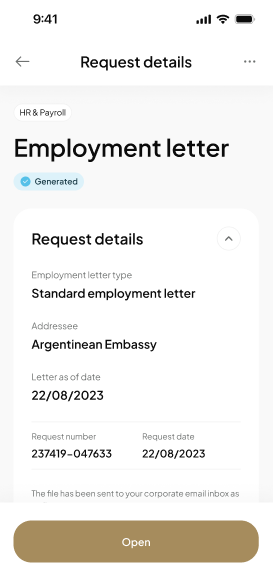 9:41
Request details
HR & Payroll
Employment letter
Generated
Request details
Employment letter type
Standard employment letter
Addressee
Argentinean Embassy
Letter as of date
22/08/2023
Request number
Request date
237419-047633
22/08/2023
The file has been sent to your corporate email inbox as
Open